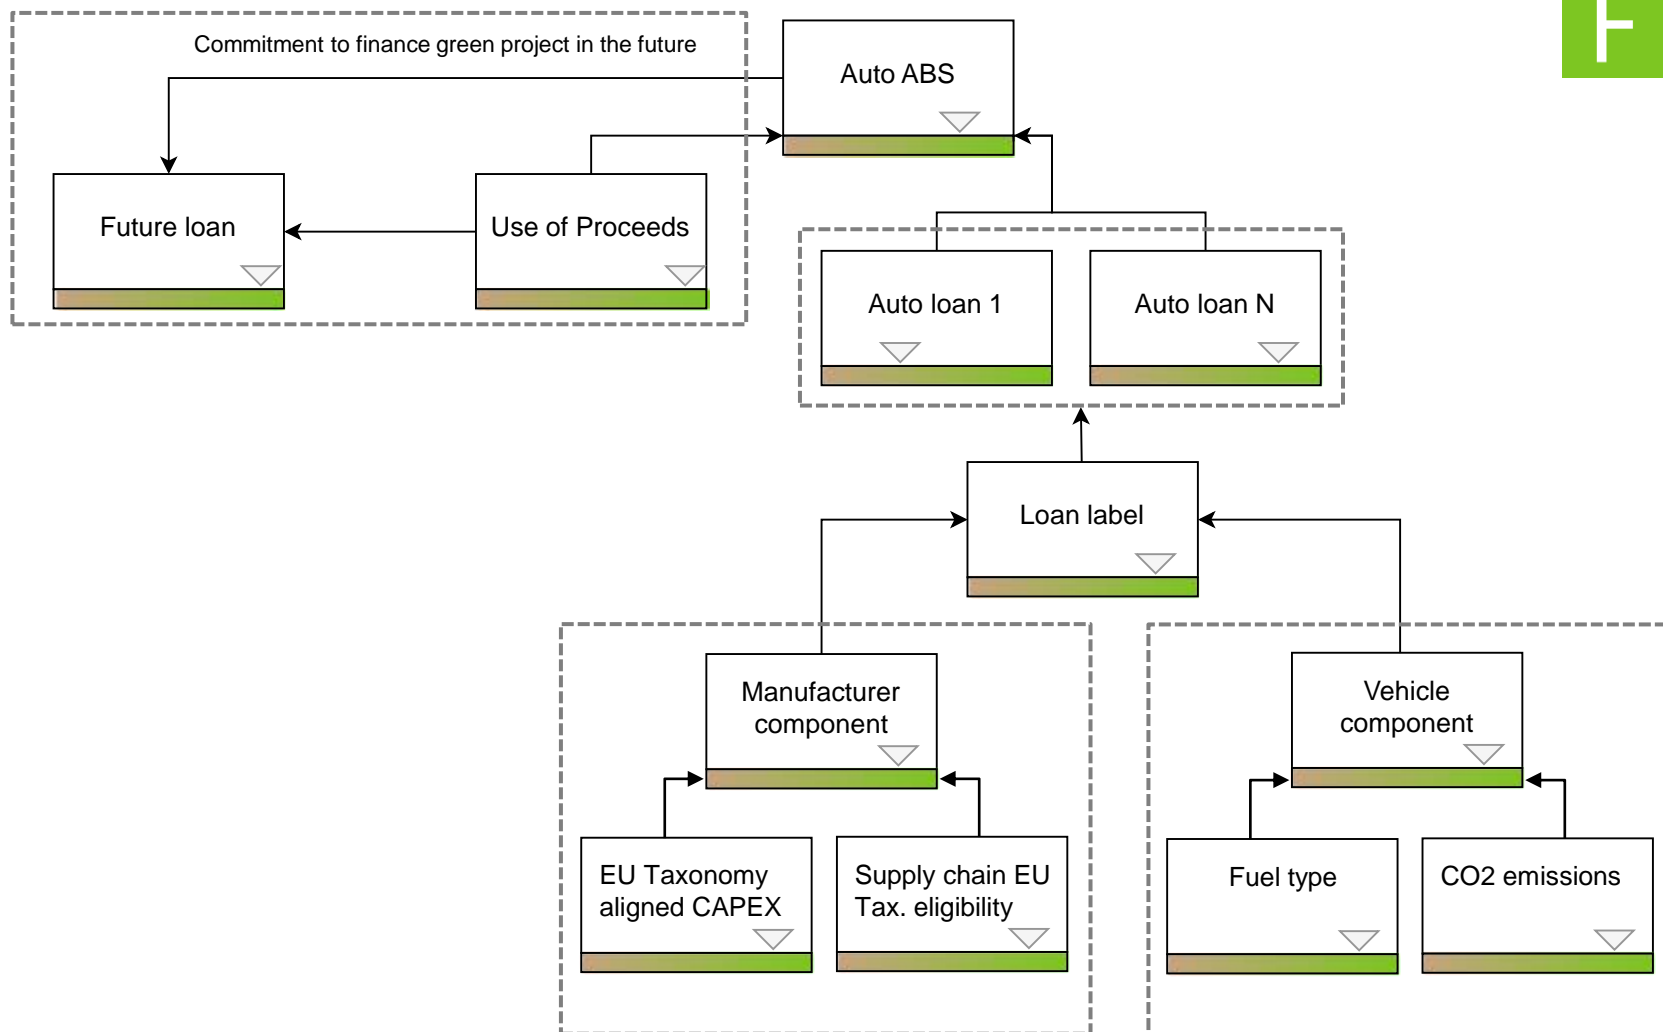 Commitment to finance green project in the future
Auto ABS
Future loan
Use of Proceeds
Auto loan 1
Auto loan N
Loan label
Manufacturer
component
Vehicle
component
EU Taxonomy
aligned CAPEX
Supply chain EU
Tax. eligibility
Fuel type
CO2 emissions